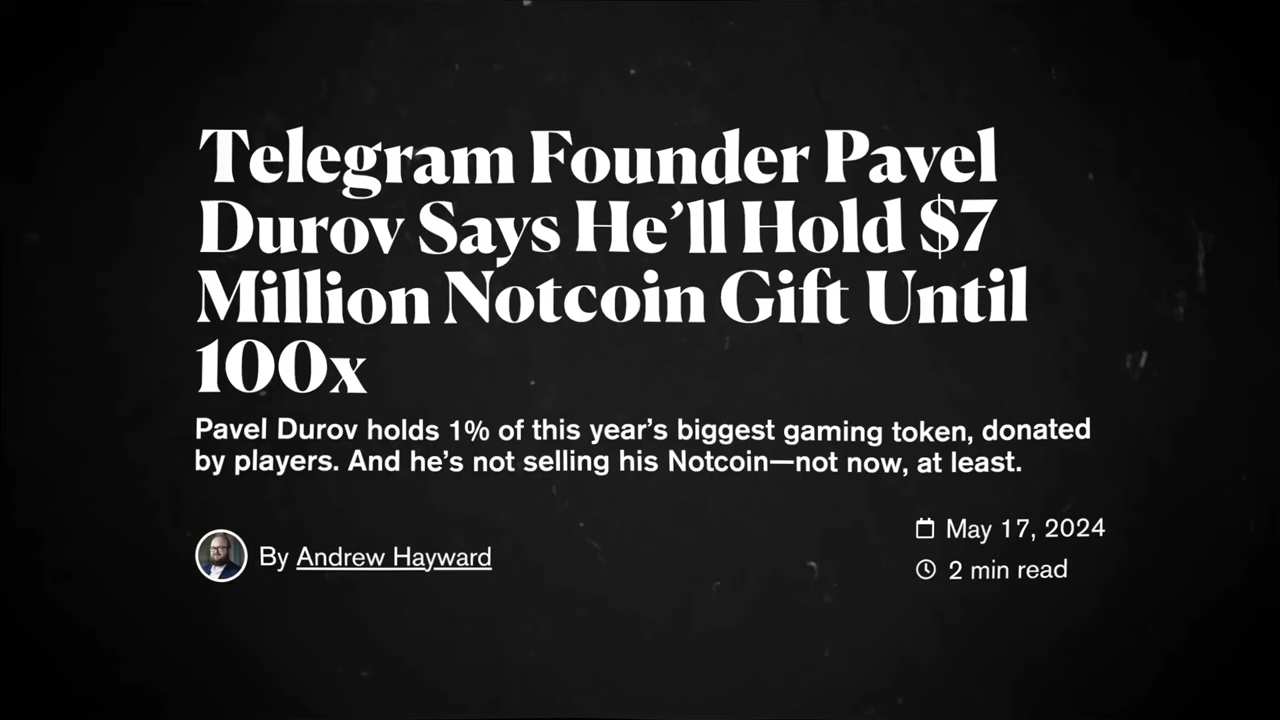 Telegram Founder Pavel
Durov Says He’ll Hold $7
Million Notcoin Gift Until
100x
Pavel Durov holds 1% of this year’s biggest gaming token, donated
by players. And he’s not selling his Notcoin—not now, at least.
By Andrew Hayward
May 17, 2024
2 min read